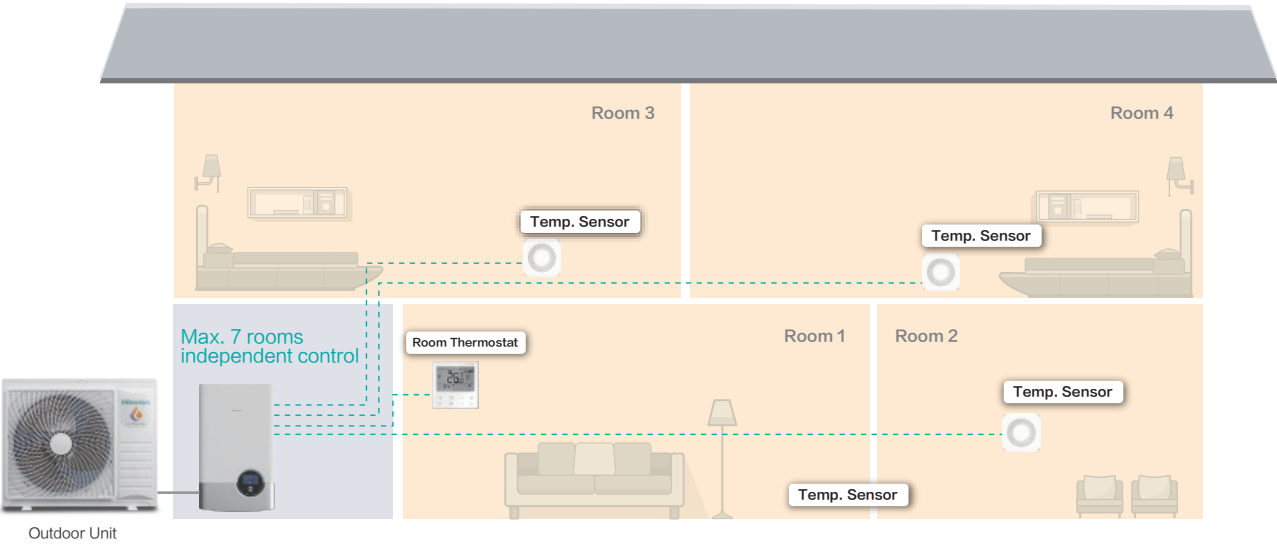 Room 3
Room 4
Temp. Sensor
Temp. Sensor
Max. 7 rooms
independent control
Room Thermostat
Room 1
Room 2
Temp. Sensor
Hisense
Temp. Sensor
Outdoor Unit